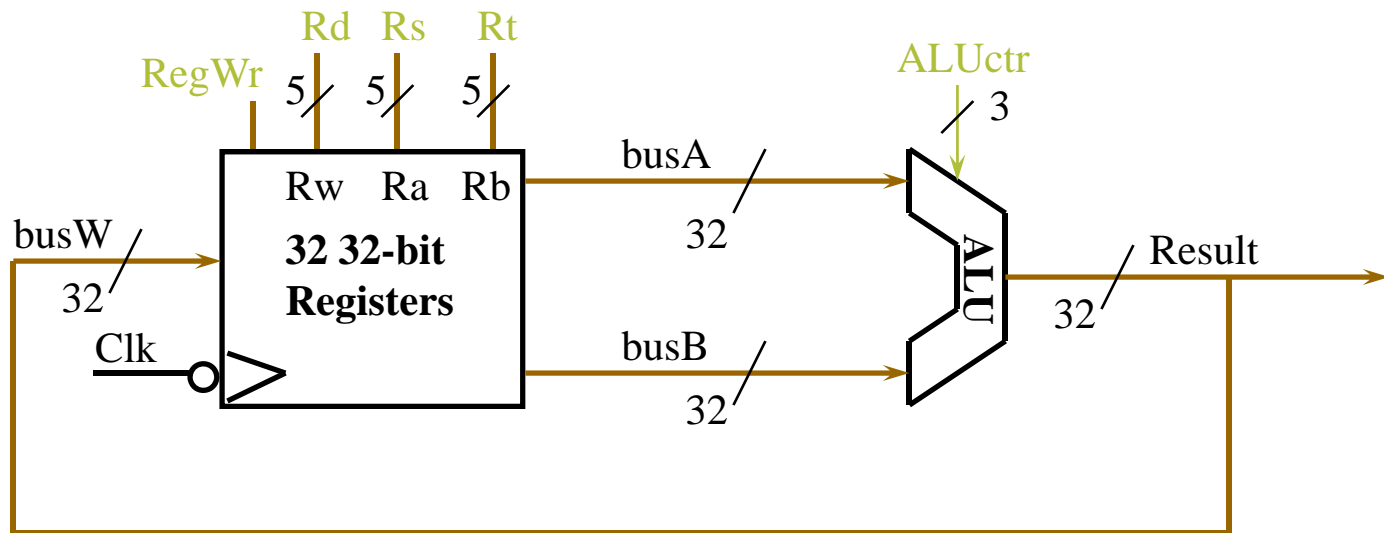 Rd Rs Rt
RegWr
ALUctr
5 5 5
3
busA
Rw Ra Rb
32
busW
32 32-bit
Registers
ALU
Result
32
32
Clk
busB
32